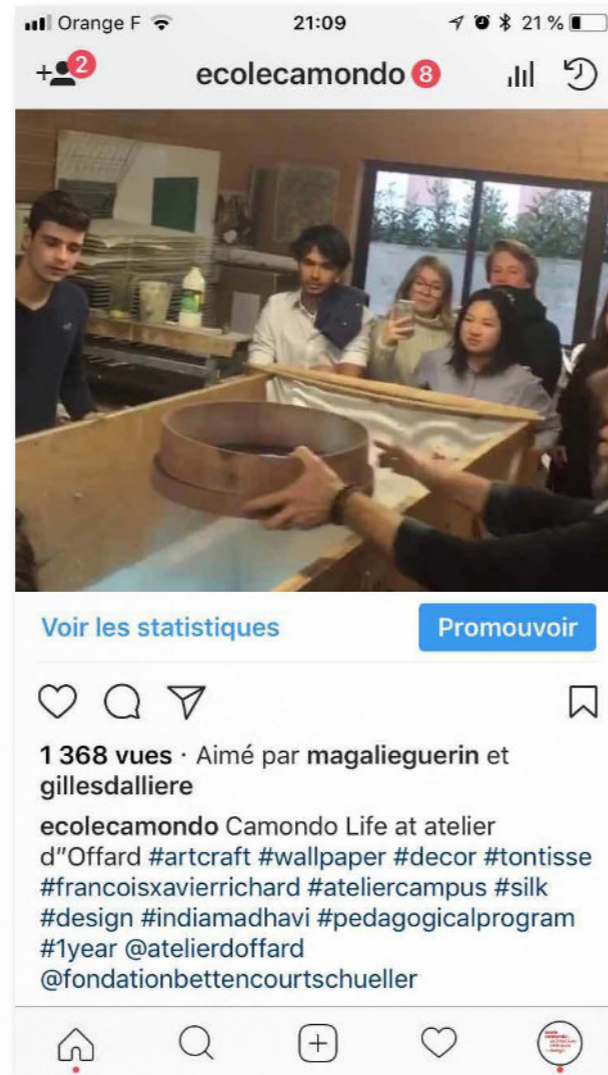 Orange F 21:09 21 %
2 ecolecamondo 8
Voir les statistiques Promouvoir
1 368 vues · Aimé par magalieguerin et
gillesdalliere
ecolecamondo Camondo Life at atelier
d"Offard #artcraft #wallpaper #decor #tontisse
#francoisxavierrichard #ateliercampus #silk
#design #indiamadhavi #pedagogicalprogram
#1year @atelierdoffard
@fondationbettencourtschueller